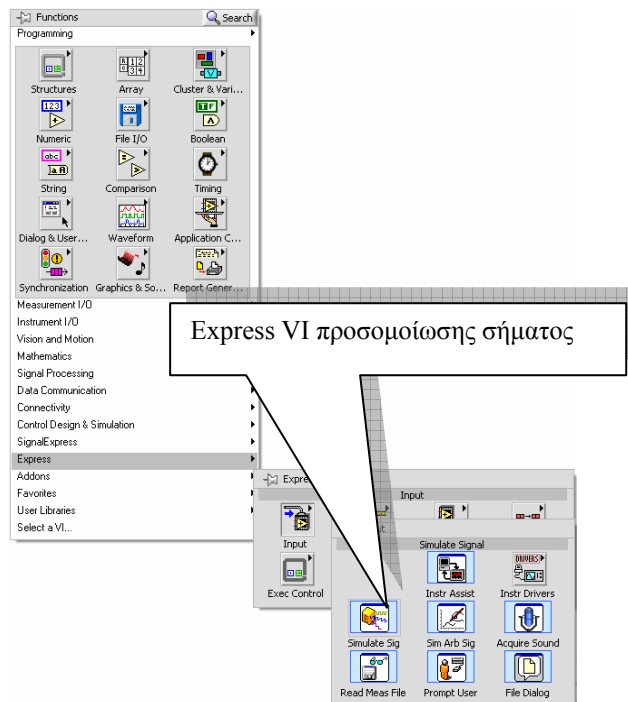 Functions Search
Programming
Structures Array Cluster & Vari...
Numeric File I/O Boolean
String Comparison Timing
Dialog & User... Waveform Application C...
Synchronization Graphics & So... Report Gener...
Measurement I/O
Instrument I/O
Vision and Motion
Mathematics
Signal Processing
Data Communication
Connectivity
Control Design & Simulation
SignalExpress
Express
Addons
Favorites
User Libraries
Select a VI...
Express VI προσομοίωσης σήματος
Input
Input
Exec Control
Simulate Signal
Instr Assist Instr Drivers
Simulate Sig Sim Arb Sig Acquire Sound
Read Meas File Prompt User File Dialog